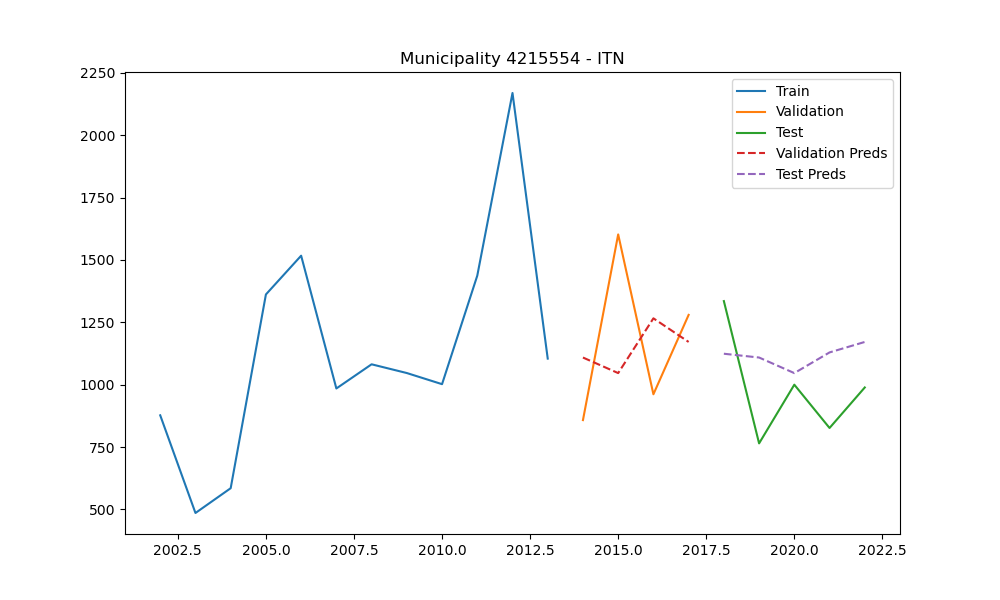 Municipality 4215554 - ITN
2250
2000
1750
1500
1250
1000
750
500
2002.5 2005.0 2007.5 2010.0 2012.5 2015.0 2017.5 2020.0 2022.5
Train
Validation
Test
Validation Preds
Test Preds